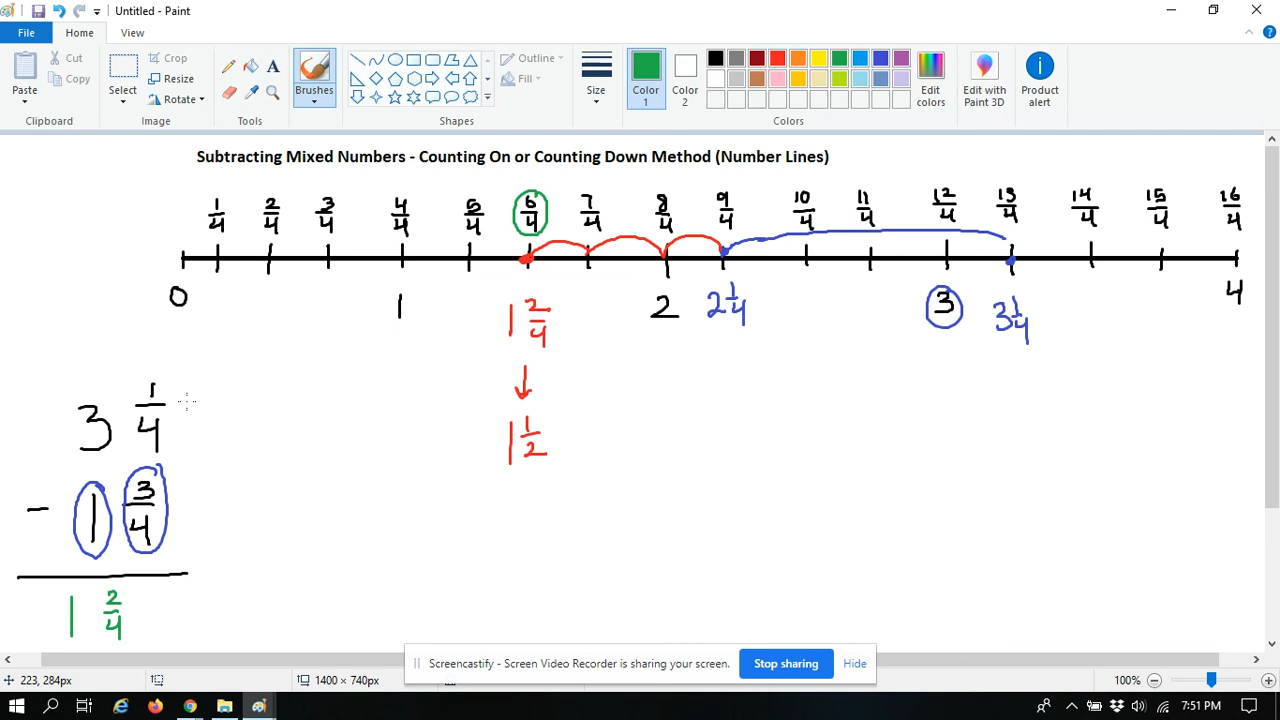 Untitled - Paint
File Home View
Paste Cut Copy Clipboard
Select Crop Resize Rotate Image
A Tools
Brushes
Outline Fill Shapes
Size
Color 1 Color 2 Edit colors Colors
Edit with Paint 3D
Product alert
Subtracting Mixed Numbers - Counting On or Counting Down Method (Number Lines)
1/4 2/4 3/4 4/4 5/4 6/4 7/4 8/4 9/4 10/4 11/4 12/4 13/4 14/4 15/4 16/4
0 1 1 2/4 2 2 1/4 3 3 1/4 4
↓
1 1/2
3 1/4
- 1 3/4
1 2/4
Screencastify - Screen Video Recorder is sharing your screen. Stop sharing Hide
223, 284px 1400 × 740px 100%
7:51 PM